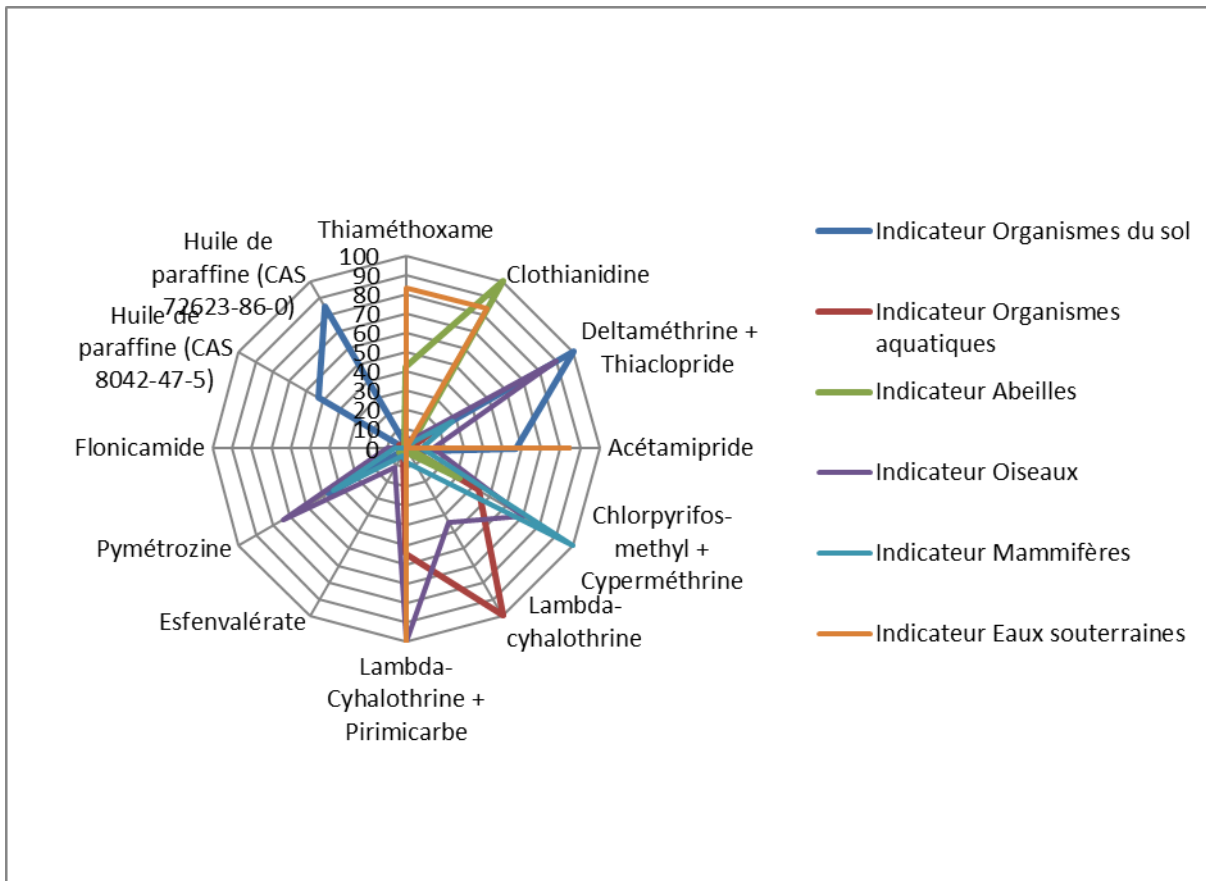 Thiaméthoxame
Clothianidine
Deltaméthrine +
Thiaclopride
Acétamipride
Chlorpyrifos-
methyl +
Cyperméthrine
Lambda-
cyhalothrine
Lambda-
Cyhalothrine +
Pirimicarbe
Esfenvalérate
Pymétrozine
Flonicamide
Huile de
paraffine (CAS
8042-47-5)
Huile de
paraffine (CAS
72623-86-0)
100
90
80
70
60
50
40
30
20
10
0
Indicateur Organismes du sol
Indicateur Organismes
aquatiques
Indicateur Abeilles
Indicateur Oiseaux
Indicateur Mammifères
Indicateur Eaux souterraines